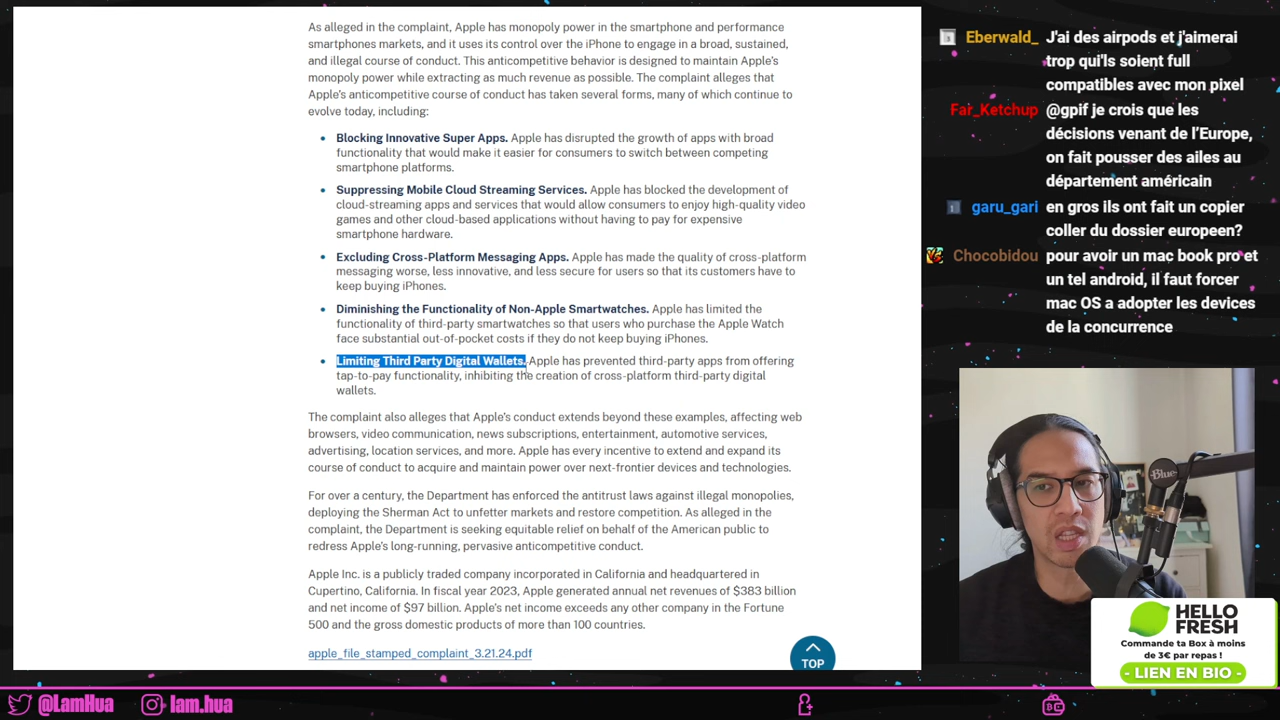 As alleged in the complaint, Apple has monopoly power in the smartphone and performance
smartphones markets, and it uses its control over the iPhone to engage in a broad, sustained,
and illegal course of conduct. This anticompetitive behavior is designed to maintain Apple’s
monopoly power while extracting as much revenue as possible. The complaint alleges that
Apple’s anticompetitive course of conduct has taken several forms, many of which continue to
evolve today, including:
• Blocking Innovative Super Apps. Apple has disrupted the growth of apps with broad
functionality that would make it easier for consumers to switch between competing
smartphone platforms.
• Suppressing Mobile Cloud Streaming Services. Apple has blocked the development of
cloud-streaming apps and services that would allow consumers to enjoy high-quality video
games and other cloud-based applications without having to pay for expensive
smartphone hardware.
• Excluding Cross-Platform Messaging Apps. Apple has made the quality of cross-platform
messaging worse, less innovative, and less secure for users so that its customers have to
keep buying iPhones.
• Diminishing the Functionality of Non-Apple Smartwatches. Apple has limited the
functionality of third-party smartwatches so that users who purchase the Apple Watch
face substantial out-of-pocket costs if they do not keep buying iPhones.
• Limiting Third Party Digital Wallets. Apple has prevented third-party apps from offering
tap-to-pay functionality, inhibiting the creation of cross-platform third-party digital
wallets.
The complaint also alleges that Apple’s conduct extends beyond these examples, affecting web
browsers, video communication, news subscriptions, entertainment, automotive services,
advertising, location services, and more. Apple has every incentive to extend and expand its
course of conduct to acquire and maintain power over next-frontier devices and technologies.
For over a century, the Department has enforced the antitrust laws against illegal monopolies,
deploying the Sherman Act to unfetter markets and restore competition. As alleged in the
complaint, the Department is seeking equitable relief on behalf of the American public to
redress Apple’s long-running, pervasive anticompetitive conduct.
Apple Inc. is a publicly traded company incorporated in California and headquartered in
Cupertino, California. In fiscal year 2023, Apple generated annual net revenues of $383 billion
and net income of $97 billion. Apple’s net income exceeds any other company in the Fortune
500 and the gross domestic products of more than 100 countries.
apple_file_stamped_complaint_3.21.24.pdf
TOP
Eberwald_ J'ai des airpods et j'aimerai
trop qui'ls soient full
compatibles avec mon pixel
Far_Ketchup @gpif je crois que les
décisions venant de l’Europe,
on fait pousser des ailes au
département américain
garu_gari en gros ils ont fait un copier
coller du dossier europeen?
Chocobidou pour avoir un mac book pro et
un tel android, il faut forcer
mac OS a adopter les devices
de la concurrence
Blue
HELLO
FRESH
Commande ta Box à moins
de 3€ par repas !
- LIEN EN BIO -
@LamHua
lam.hua